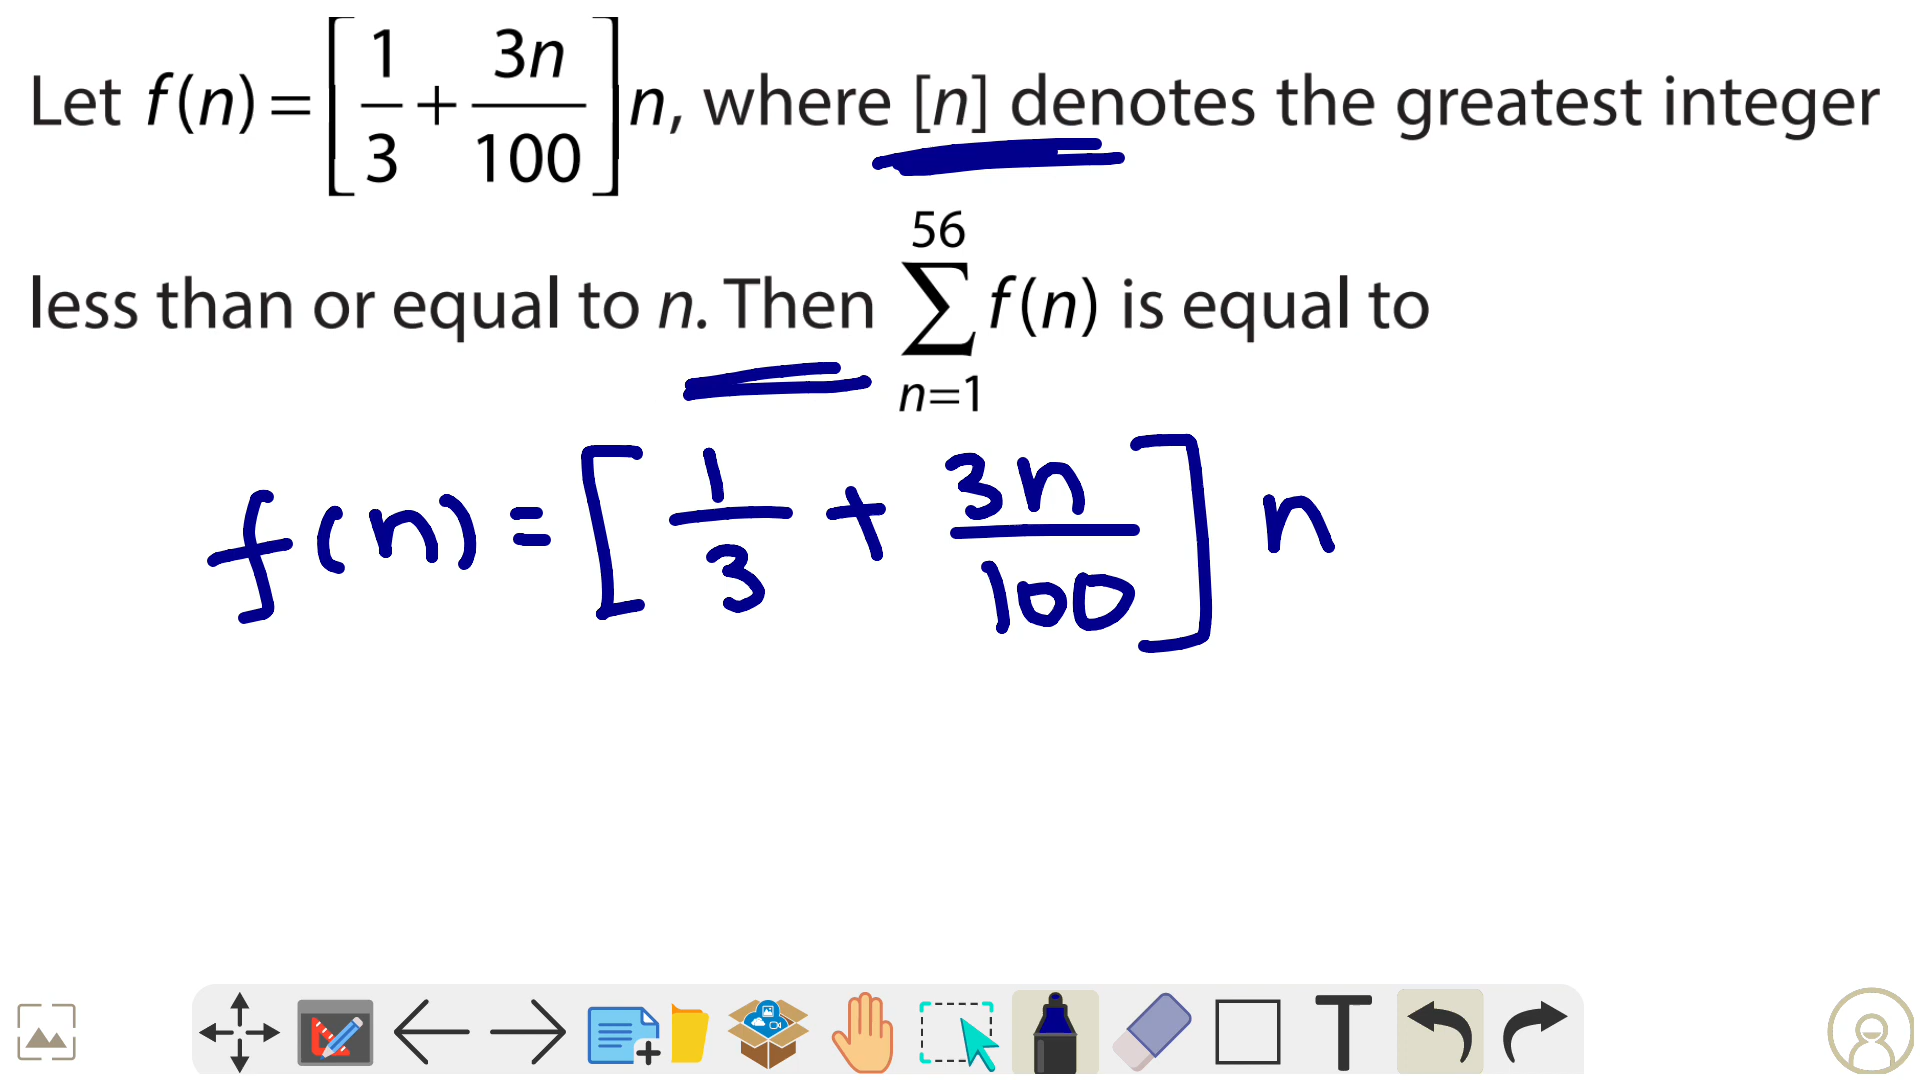 Let f(n) = [1/3 + 3n/100]n, where [n] denotes the greatest integer
less than or equal to n. Then ∑_{n=1}^{56} f(n) is equal to
f(n) = [1/3 + 3n/100] n